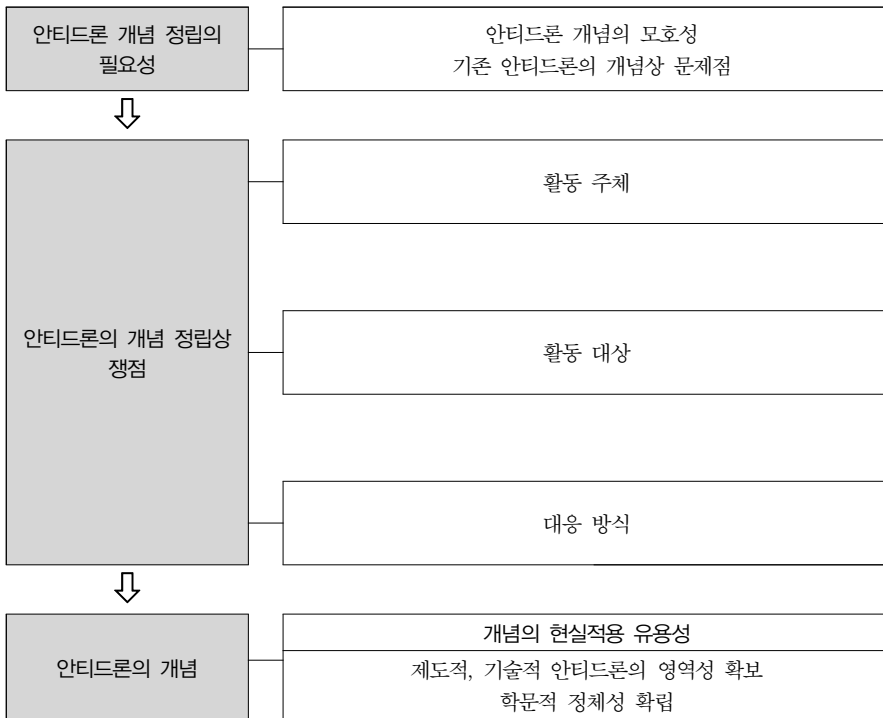 안티드론 개념 정립의
필요성
안티드론 개념의 모호성
기존 안티드론의 개념상 문제점
안티드론의 개념 정립상
쟁점
활동 주체
활동 대상
대응 방식
안티드론의 개념
개념의 현실적용 유용성
제도적, 기술적 안티드론의 영역성 확보
학문적 정체성 확립